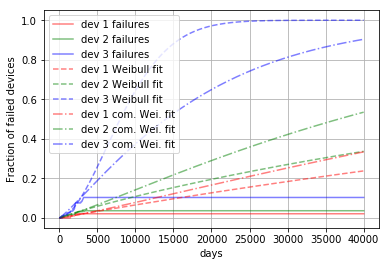 dev 1 failures
dev 2 failures
dev 3 failures
dev 1 Weibull fit
dev 2 Weibull fit
dev 3 Weibull fit
dev 1 com. Wei. fit
dev 2 com. Wei. fit
dev 3 com. Wei. fit
Fraction of failed devices
1.0
0.8
0.6
0.4
0.2
0.0
0 5000 10000 15000 20000 25000 30000 35000 40000
days